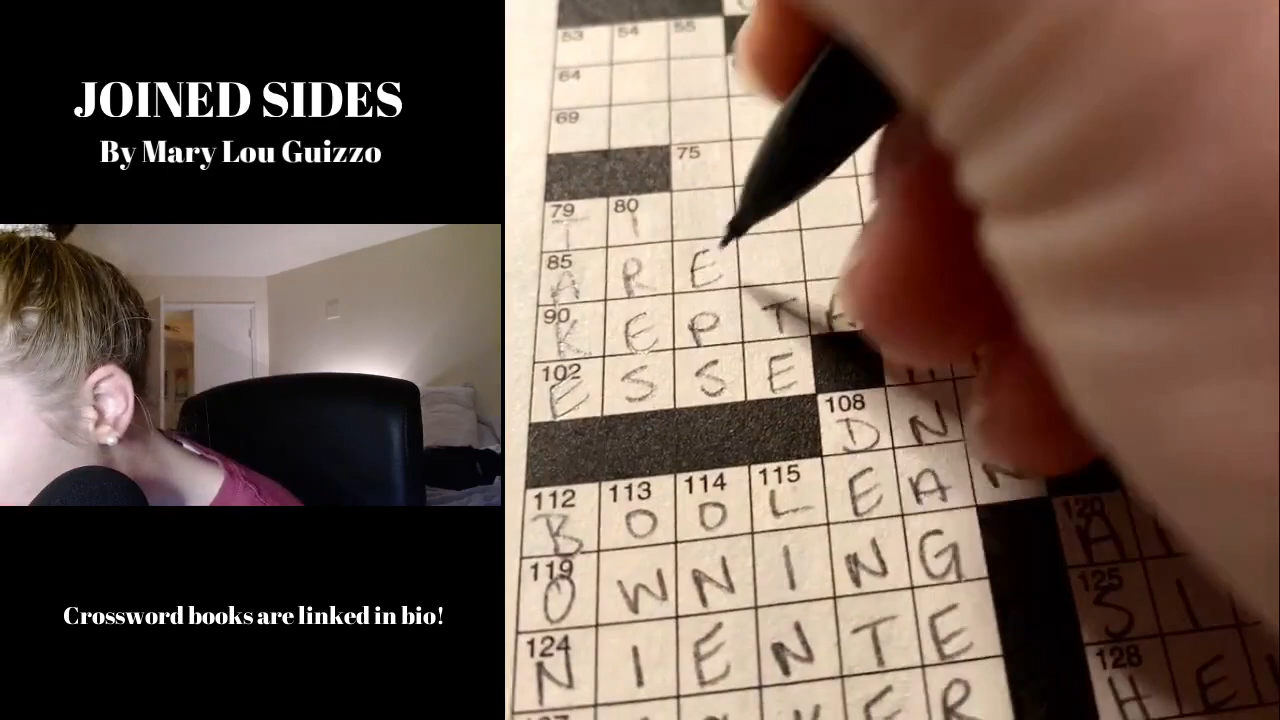 JOINED SIDES
By Mary Lou Guizzo
53 54 55
64
69
75
79 T 80 I
85 A R E
90 K E P T A
102 E S S E
108 D N
112 B 113 O 114 O 115 L E A N
119 O W N I N G
120 A
124 N I E N T E
125 S I
128 H E
E R
Crossword books are linked in bio!